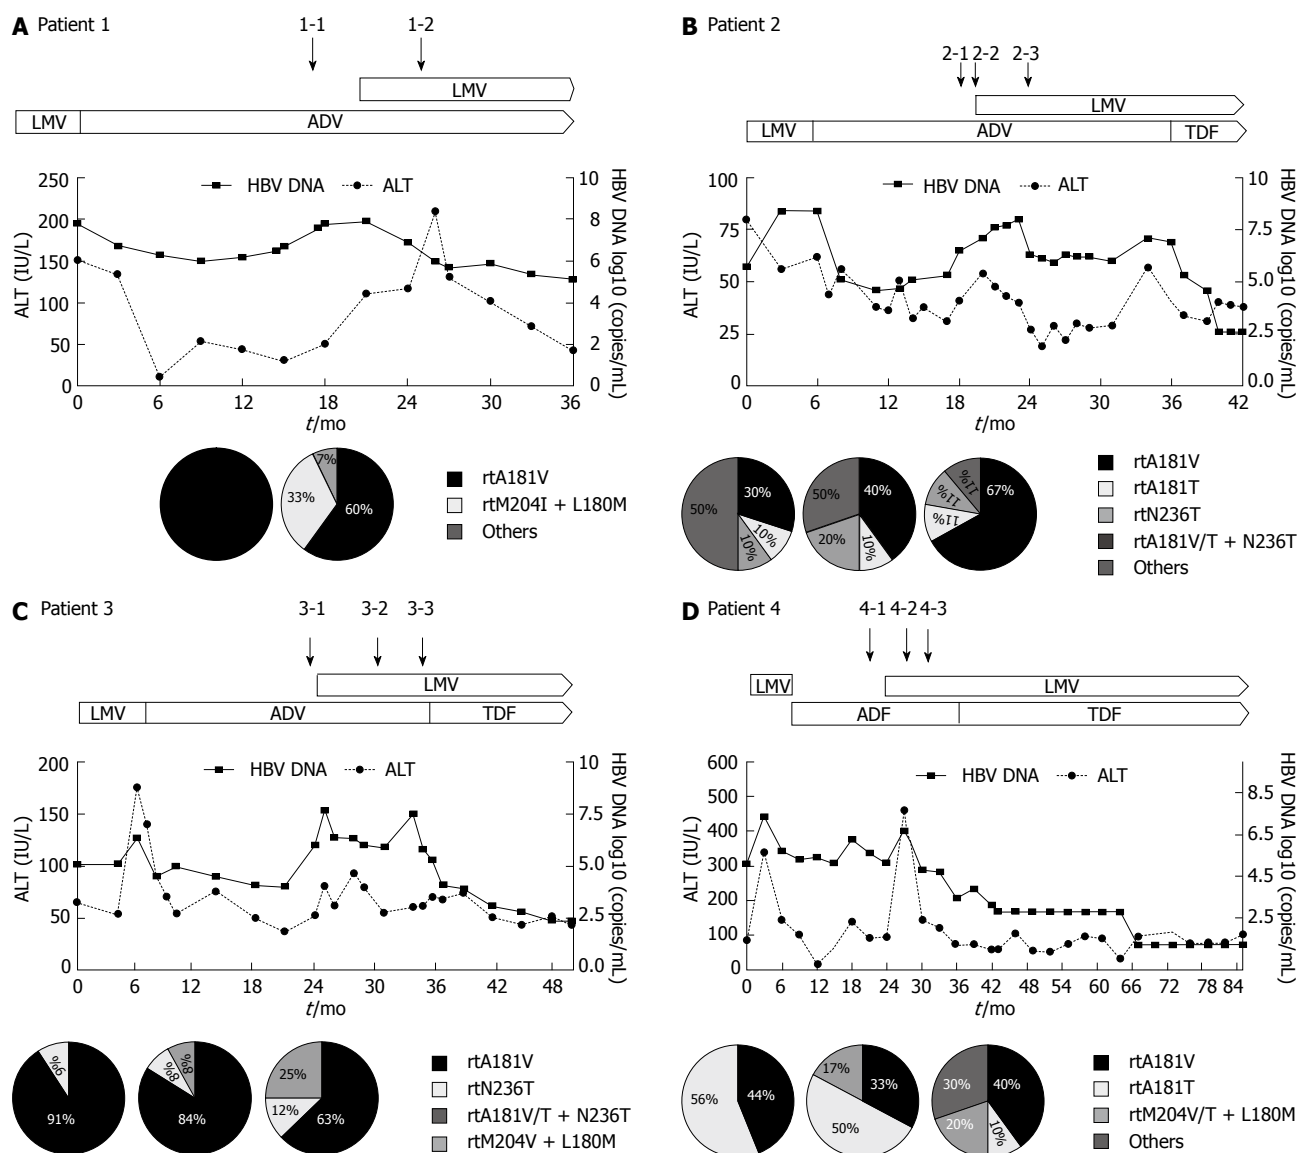 A Patient 1
1-1
1-2
LMV
LMV
ADV
HBV DNA
ALT
250
200
150
100
50
0
ALT (IU/L)
10
8
6
4
2
0
HBV DNA log10 (copies/mL)
0
6
12
18
24
30
36
t/mo
7%
33%
60%
rtA181V
rtM204I + L180M
Others
B Patient 2
2-1
2-2
2-3
LMV
LMV
ADV
TDF
HBV DNA
ALT
100
75
50
25
0
ALT (IU/L)
10
7.5
5.0
2.5
0.0
HBV DNA log10 (copies/mL)
0
6
12
18
24
30
36
42
t/mo
50%
30%
10%
10%
50%
40%
20%
10%
11%
11%
11%
67%
rtA181V
rtA181T
rtN236T
rtA181V/T + N236T
Others
C Patient 3
3-1
3-2
3-3
LMV
LMV
ADV
TDF
HBV DNA
ALT
200
150
100
50
0
ALT (IU/L)
10
7.5
5.0
2.5
0.0
HBV DNA log10 (copies/mL)
0
6
12
18
24
30
36
42
48
t/mo
9%
91%
8%
8%
84%
25%
12%
63%
rtA181V
rtN236T
rtA181V/T + N236T
rtM204V + L180M
D Patient 4
4-1
4-2
4-3
LMV
LMV
ADF
TDF
HBV DNA
ALT
600
500
400
300
200
100
0
ALT (IU/L)
8.5
6.5
4.5
2.5
HBV DNA log10 (copies/mL)
0
6
12
18
24
30
36
42
48
54
60
66
72
78
84
t/mo
56%
44%
17%
33%
50%
30%
40%
20%
10%
rtA181V
rtA181T
rtM204V/T + L180M
Others